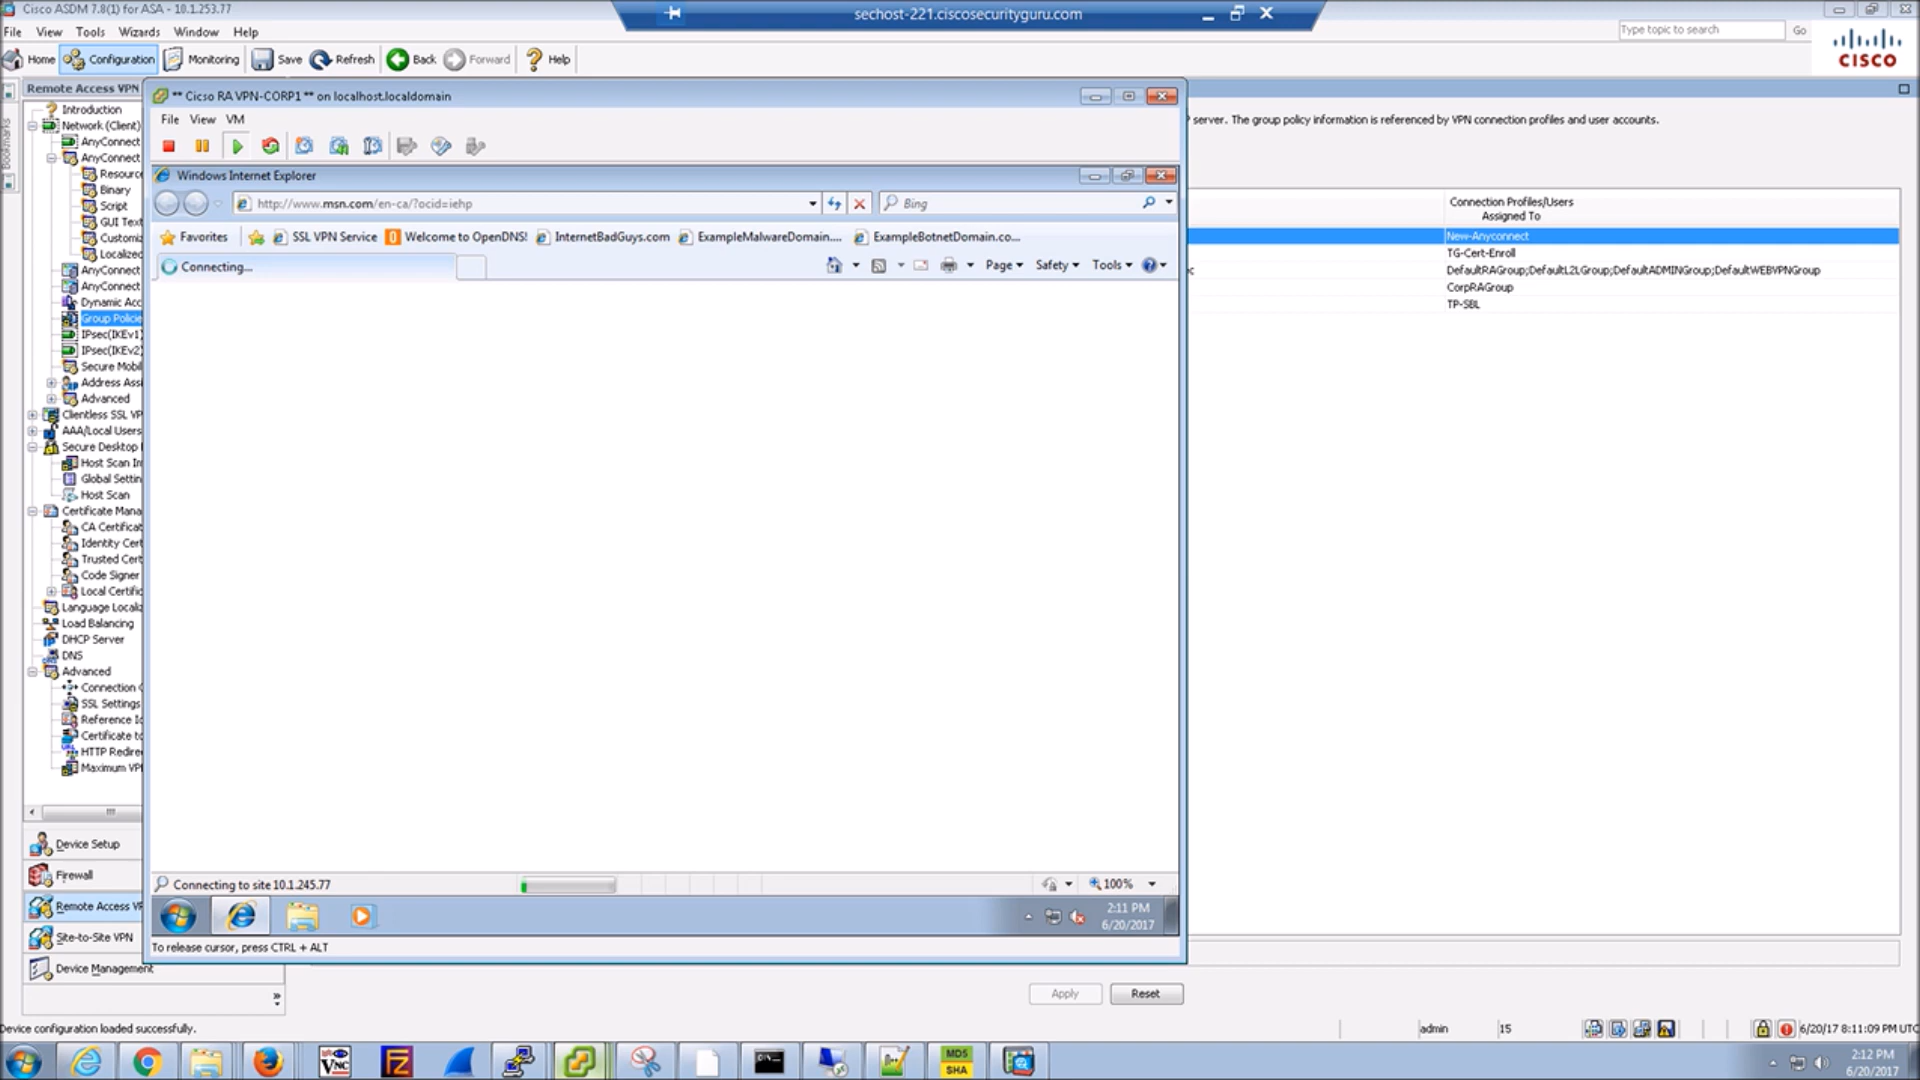 Cisco ASDM 7.8(1) for ASA - 10.1.253.77
sechost-221.ciscosecurityguru.com
File View Tools Wizards Window Help
Type topic to search Go
Home Configuration Monitoring Save Refresh Back Forward Help
CISCO
Remote Access VPN
Bookmarks
Introduction
Network (Client)
AnyConnect
AnyConnect
Resource
Binary
Script
GUI Text
Customiz
Localized
AnyConnect
AnyConnect
Dynamic Acc
Group Policie
IPsec(IKEv1)
IPsec(IKEv2)
Secure Mobil
Address Assi
Advanced
Clientless SSL VP
AAA/Local Users
Secure Desktop
Host Scan Im
Global Settin
Host Scan
Certificate Mana
CA Certificat
Identity Cert
Trusted Cert
Code Signer
Local Certific
Language Localiz
Load Balancing
DHCP Server
DNS
Advanced
Connection
SSL Settings
Reference Id
Certificate to
HTTP Redire
Maximum VPN
Device Setup
Firewall
Remote Access VP
Site-to-Site VPN
Device Management
** Cicso RA VPN-CORP1 ** on localhost.localdomain
File View VM
Windows Internet Explorer
http://www.msn.com/en-ca/?ocid=iehp
Bing
Favorites SSL VPN Service Welcome to OpenDNS! InternetBadGuys.com ExampleMalwareDomain.... ExampleBotnetDomain.co...
Connecting...
Page Safety Tools
Connecting to site 10.1.245.77
100%
2:11 PM
6/20/2017
To release cursor, press CTRL + ALT
server. The group policy information is referenced by VPN connection profiles and user accounts.
Connection Profiles/Users
Assigned To
New-Anyconnect
TG-Cert-Enroll
DefaultRAGroup;DefaultL2LGroup;DefaultADMINGroup;DefaultWEBVPNGroup
CorpRAGroup
TP-SBL
Apply Reset
Device configuration loaded successfully.
admin 15
6/20/17 8:11:09 PM UTC
VNC
FZ
MD5
SHA
2:12 PM
6/20/2017